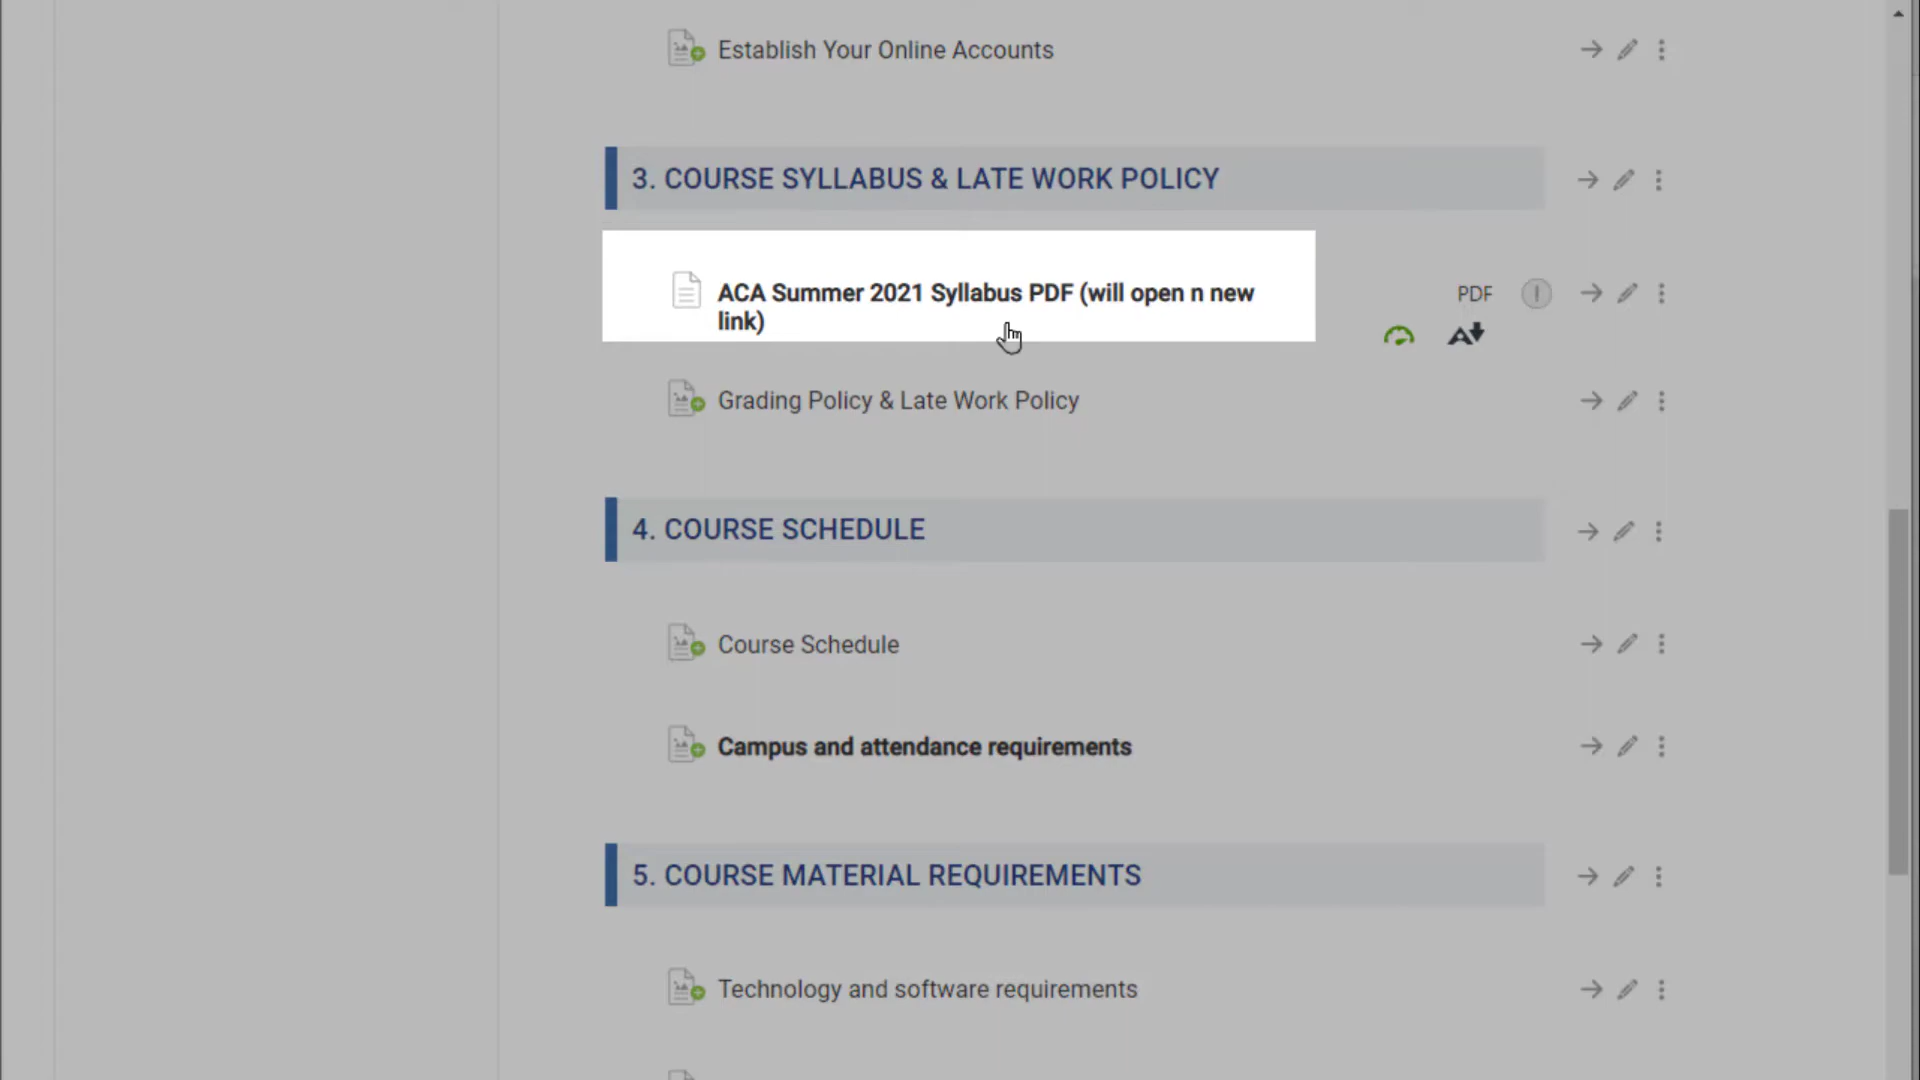 Establish Your Online Accounts
3. COURSE SYLLABUS & LATE WORK POLICY
ACA Summer 2021 Syllabus PDF (will open n new
link)
PDF
Grading Policy & Late Work Policy
4. COURSE SCHEDULE
Course Schedule
Campus and attendance requirements
5. COURSE MATERIAL REQUIREMENTS
Technology and software requirements